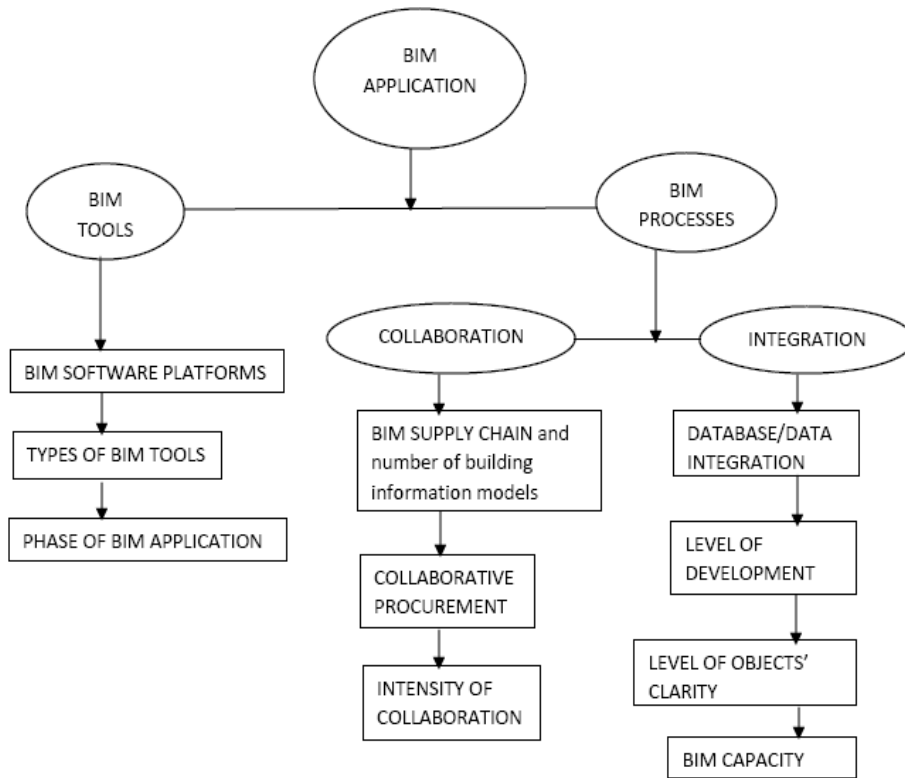 BIM
APPLICATION
BIM
TOOLS
BIM
PROCESSES
BIM SOFTWARE PLATFORMS
TYPES OF BIM TOOLS
PHASE OF BIM APPLICATION
COLLABORATION
BIM SUPPLY CHAIN and
number of building
information models
COLLABORATIVE
PROCUREMENT
INTENSITY OF
COLLABORATION
INTEGRATION
DATABASE/DATA
INTEGRATION
LEVEL OF
DEVELOPMENT
LEVEL OF OBJECTS’
CLARITY
BIM CAPACITY